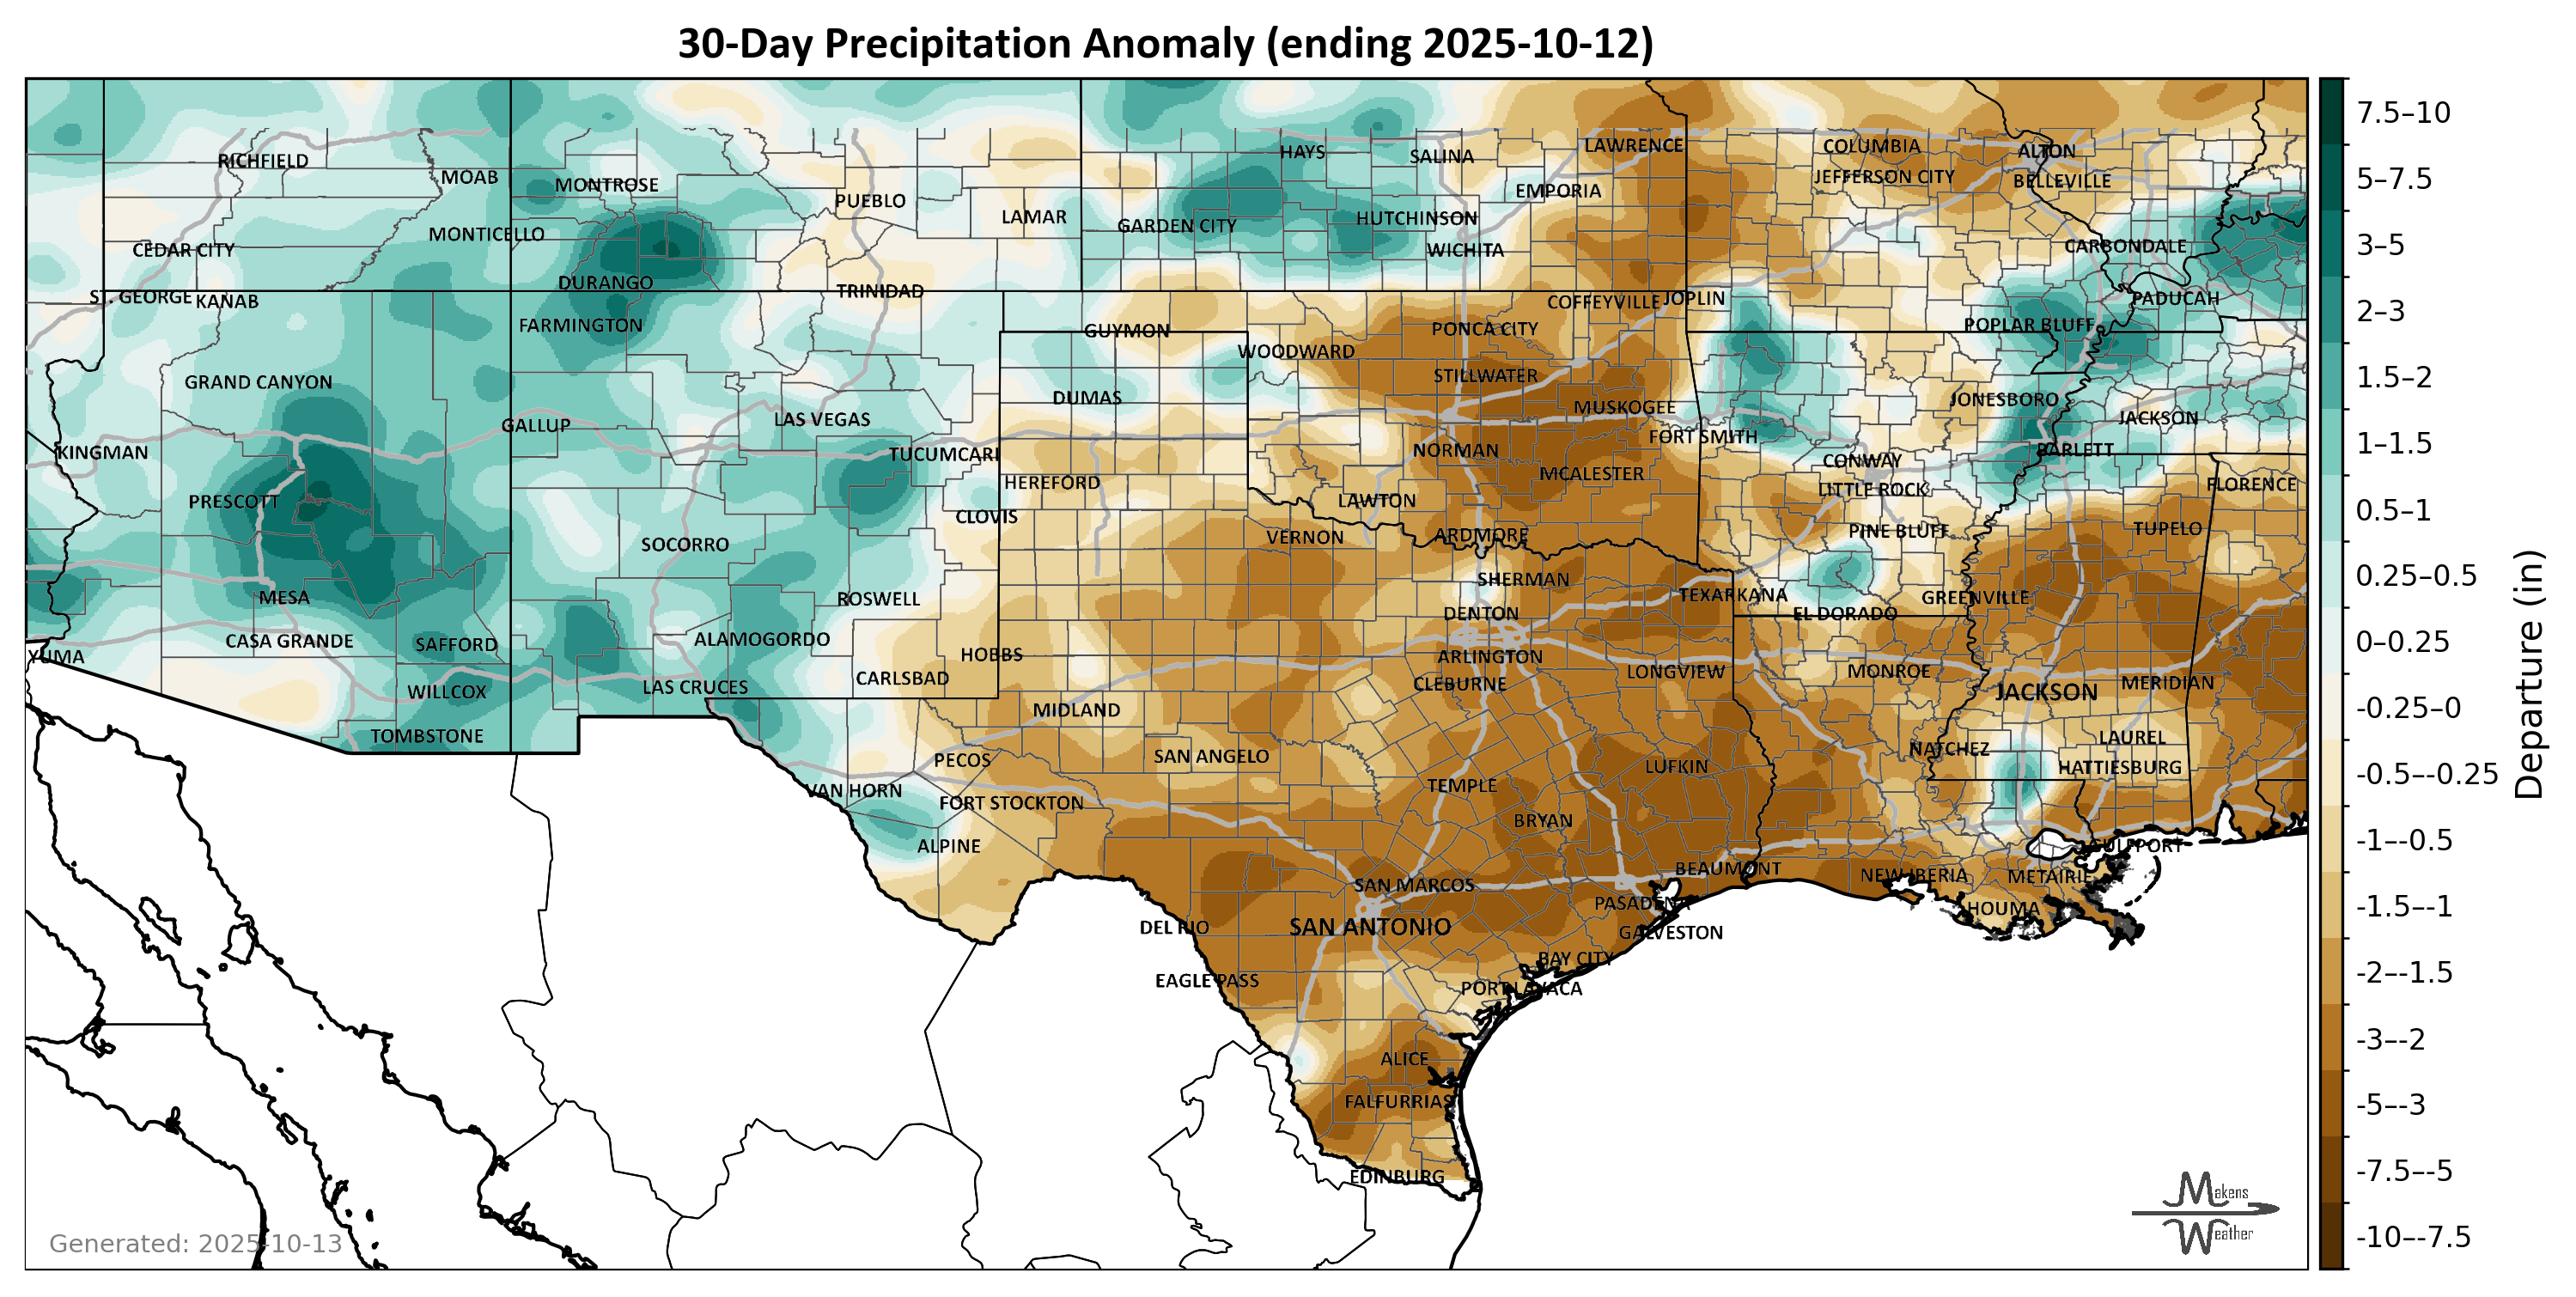 30-Day Precipitation Anomaly (ending 2025-10-12)
RICHFIELD
MOAB
MONTROSE
PUEBLO
LAMAR
HAYS
SALINA
LAWRENCE
EMPORIA
COLUMBIA
JEFFERSON CITY
ALTON
BELLEVILLE
CEDAR CITY
MONTICELLO
GARDEN CITY
HUTCHINSON
WICHITA
CARBONDALE
ST. GEORGE
KANAB
DURANGO
TRINIDAD
COFFEYVILLE
JOPLIN
PADUCAH
FARMINGTON
GUYMON
PONCA CITY
POPLAR BLUFF
WOODWARD
GRAND CANYON
STILLWATER
DUMAS
MUSKOGEE
JONESBORO
GALLUP
LAS VEGAS
JACKSON
KINGMAN
TUCUMCARI
NORMAN
FORT SMITH
BARLETT
CONWAY
PRESCOTT
HEREFORD
MCALESTER
LITTLE ROCK
FLORENCE
CLOVIS
LAWTON
SOCORRO
VERNON
ARDMORE
PINE BLUFF
TUPELO
MESA
ROSWELL
SHERMAN
TEXARKANA
GREENVILLE
DENTON
EL DORADO
YUMA
CASA GRANDE
SAFFORD
ALAMOGORDO
HOBBS
ARLINGTON
WILLCOX
LAS CRUCES
CARLSBAD
CLEBURNE
LONGVIEW
MONROE
JACKSON
MERIDIAN
TOMBSTONE
MIDLAND
PECOS
SAN ANGELO
LUFKIN
NATCHEZ
LAUREL
HATTIESBURG
VAN HORN
FORT STOCKTON
TEMPLE
ALPINE
BRYAN
GULFPORT
SAN MARCOS
BEAUMONT
NEW IBERIA
METAIRIE
DEL RIO
SAN ANTONIO
PASADENA
HOUMA
GALVESTON
EAGLE PASS
BAY CITY
PORT LAVACA
ALICE
FALFURRIAS
EDINBURG
Generated: 2025-10-13
Makens
Weather
7.5–10
5–7.5
3–5
2–3
1.5–2
1–1.5
0.5–1
0.25–0.5
0–0.25
-0.25–0
-0.5–-0.25
-1–-0.5
-1.5–-1
-2–-1.5
-3–-2
-5–-3
-7.5–-5
-10–-7.5
Departure (in)